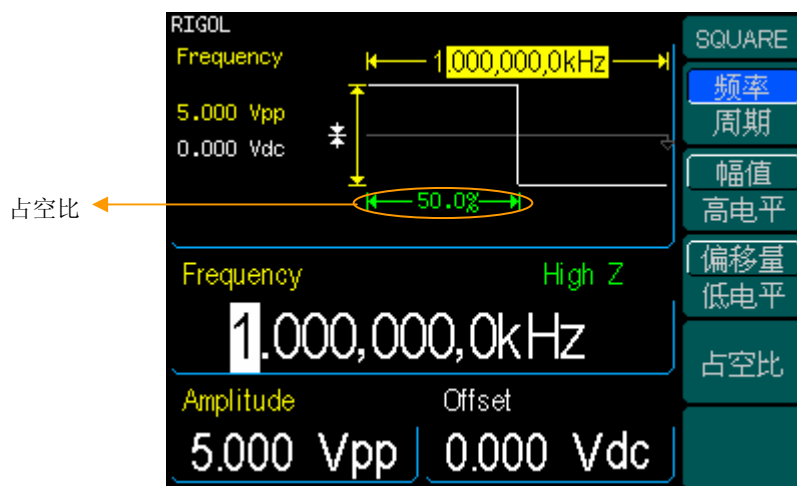 RIGOL
Frequency
1.000,000,0kHz
5.000 Vpp
0.000 Vdc
占空比
50.0%
Frequency
High Z
1.000,000,0kHz
Amplitude
Offset
5.000 Vpp
0.000 Vdc
SQUARE
频率
周期
幅值
高电平
偏移量
低电平
占空比